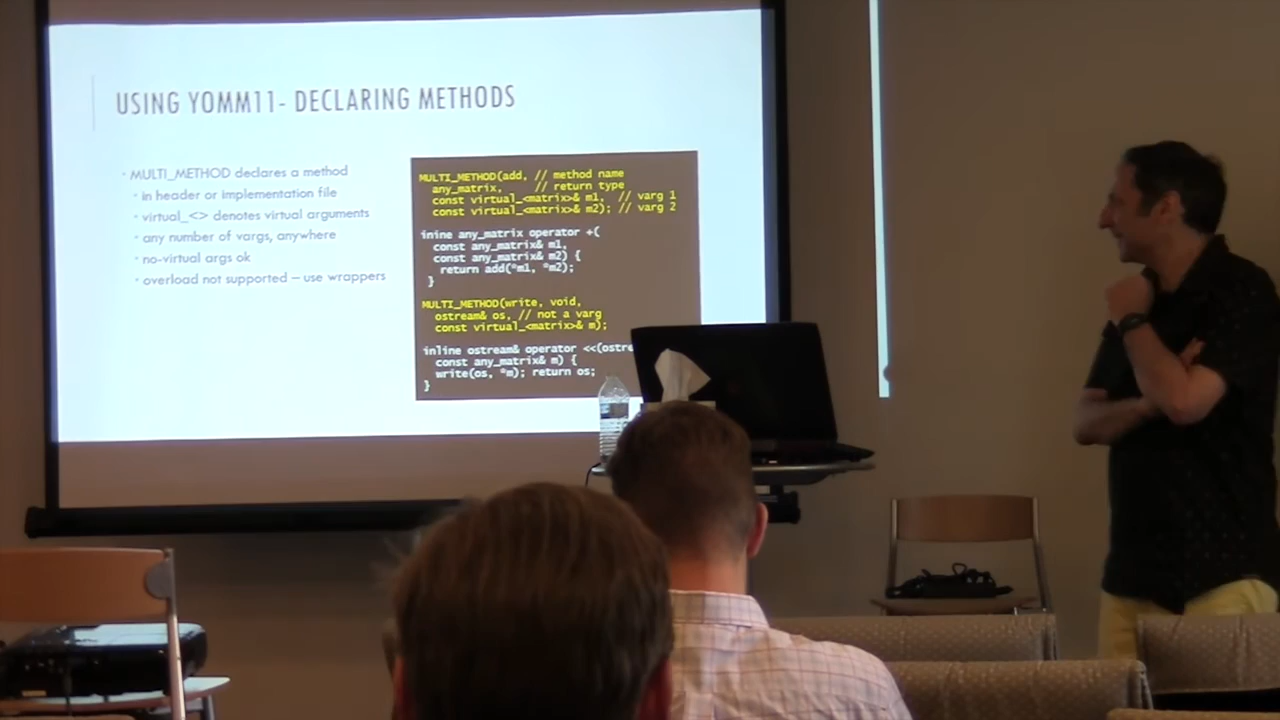 USING YOMM11- DECLARING METHODS
MULTI_METHOD declares a method
in header or implementation file
virtual_<> denotes virtual arguments
any number of vargs, anywhere
no-virtual args ok
overload not supported – use wrappers
MULTI_METHOD(add, // method name
any_matrix, // return type
const virtual_<matrix>& m1, // varg 1
const virtual_<matrix>& m2); // varg 2
inine any_matrix operator +(
const any_matrix& m1,
const any_matrix& m2) {
return add(*m1, *m2);
}
MULTI_METHOD(write, void,
ostream& os, // not a varg
const virtual_<matrix>& m);
inline ostream& operator <<(ostre
const any_matrix& m) {
write(os, *m); return os;
}